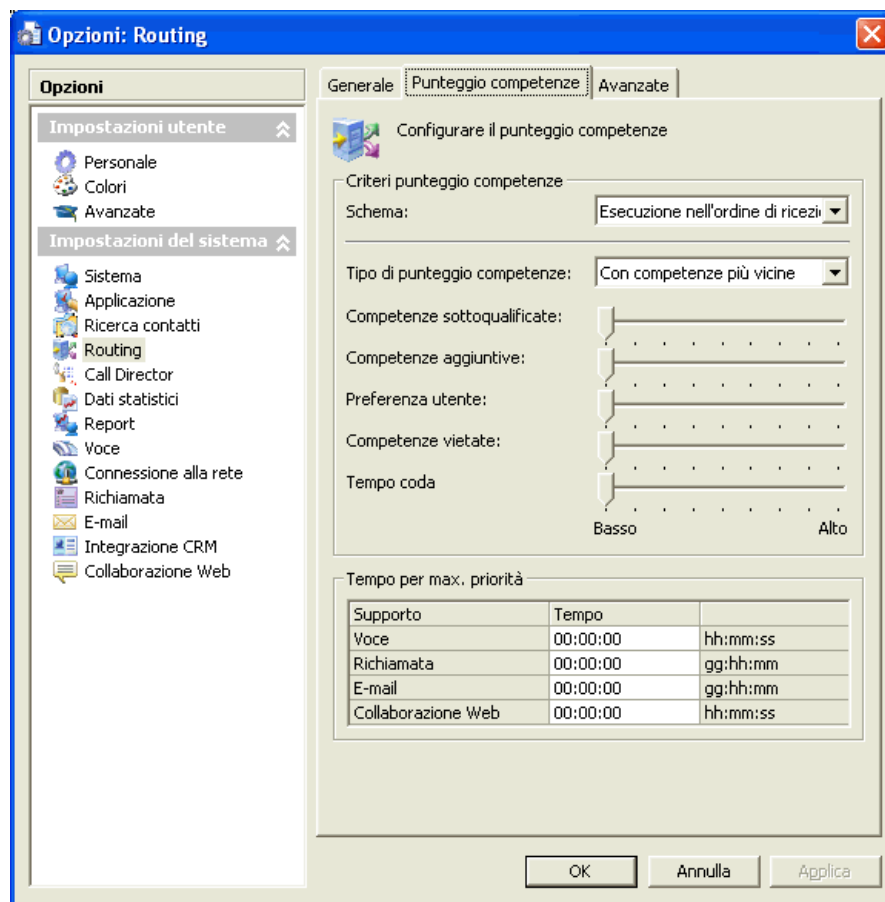 Opzioni: Routing
Opzioni
Impostazioni utente
Personale
Colori
Avanzate
Impostazioni del sistema
Sistema
Applicazione
Ricerca contatti
Routing
Call Director
Dati statistici
Report
Voce
Connessione alla rete
Richiamata
E-mail
Integrazione CRM
Collaborazione Web
Generale Punteggio competenze Avanzate
Configurare il punteggio competenze
Criteri punteggio competenze
Schema: Esecuzione nell'ordine di ricezi
Tipo di punteggio competenze: Con competenze più vicine
Competenze sottoqualificate:
Competenze aggiuntive:
Preferenza utente:
Competenze vietate:
Tempo coda
Basso Alto
Tempo per max. priorità
Supporto Tempo
Voce 00:00:00 hh:mm:ss
Richiamata 00:00:00 gg:hh:mm
E-mail 00:00:00 gg:hh:mm
Collaborazione Web 00:00:00 hh:mm:ss
OK Annulla Applica